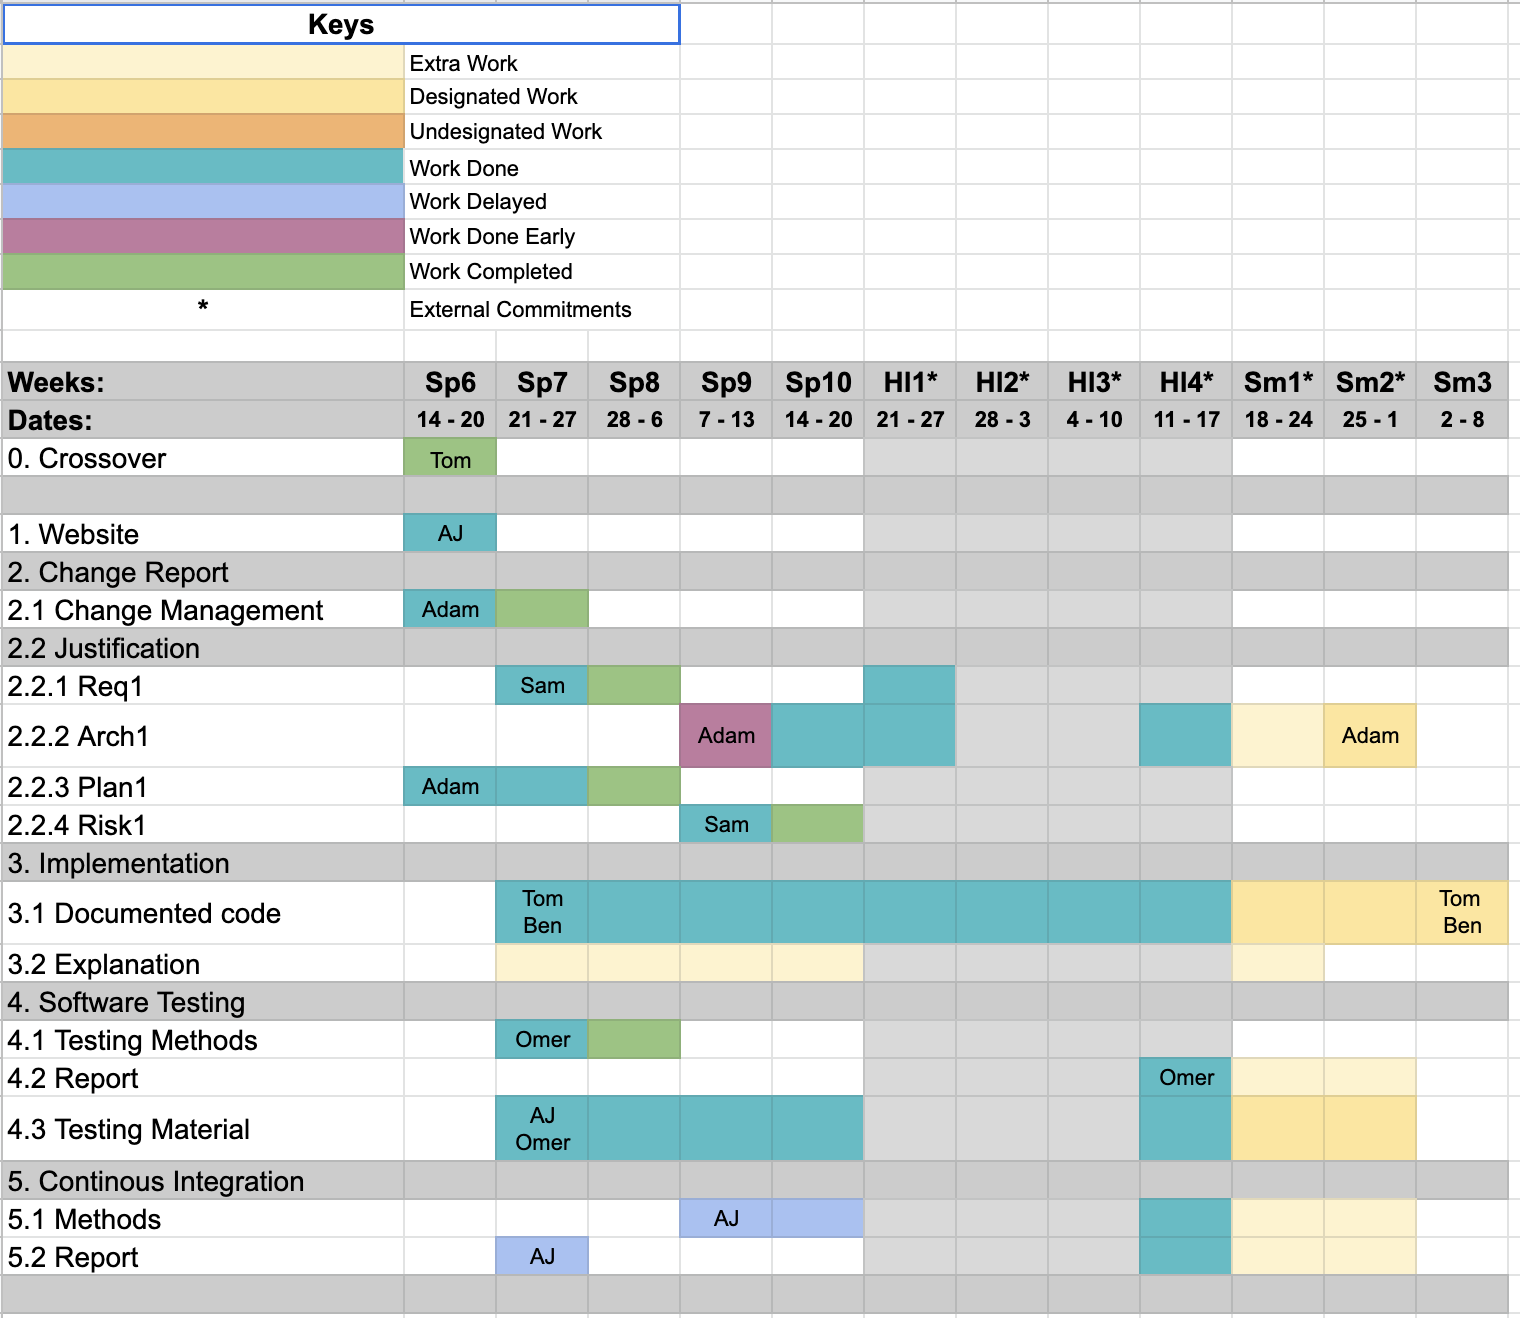 Keys
Extra Work
Designated Work
Undesignated Work
Work Done
Work Delayed
Work Done Early
Work Completed
* External Commitments
Weeks: Sp6 Sp7 Sp8 Sp9 Sp10 Hl1* Hl2* Hl3* Hl4* Sm1* Sm2* Sm3
Dates: 14 - 20 21 - 27 28 - 6 7 - 13 14 - 20 21 - 27 28 - 3 4 - 10 11 - 17 18 - 24 25 - 1 2 - 8
0. Crossover Tom
1. Website AJ
2. Change Report
2.1 Change Management Adam
2.2 Justification
2.2.1 Req1 Sam
2.2.2 Arch1 Adam Adam
2.2.3 Plan1 Adam
2.2.4 Risk1 Sam
3. Implementation
3.1 Documented code Tom Ben Tom Ben
3.2 Explanation
4. Software Testing
4.1 Testing Methods Omer
4.2 Report Omer
4.3 Testing Material AJ Omer
5. Continous Integration
5.1 Methods AJ
5.2 Report AJ